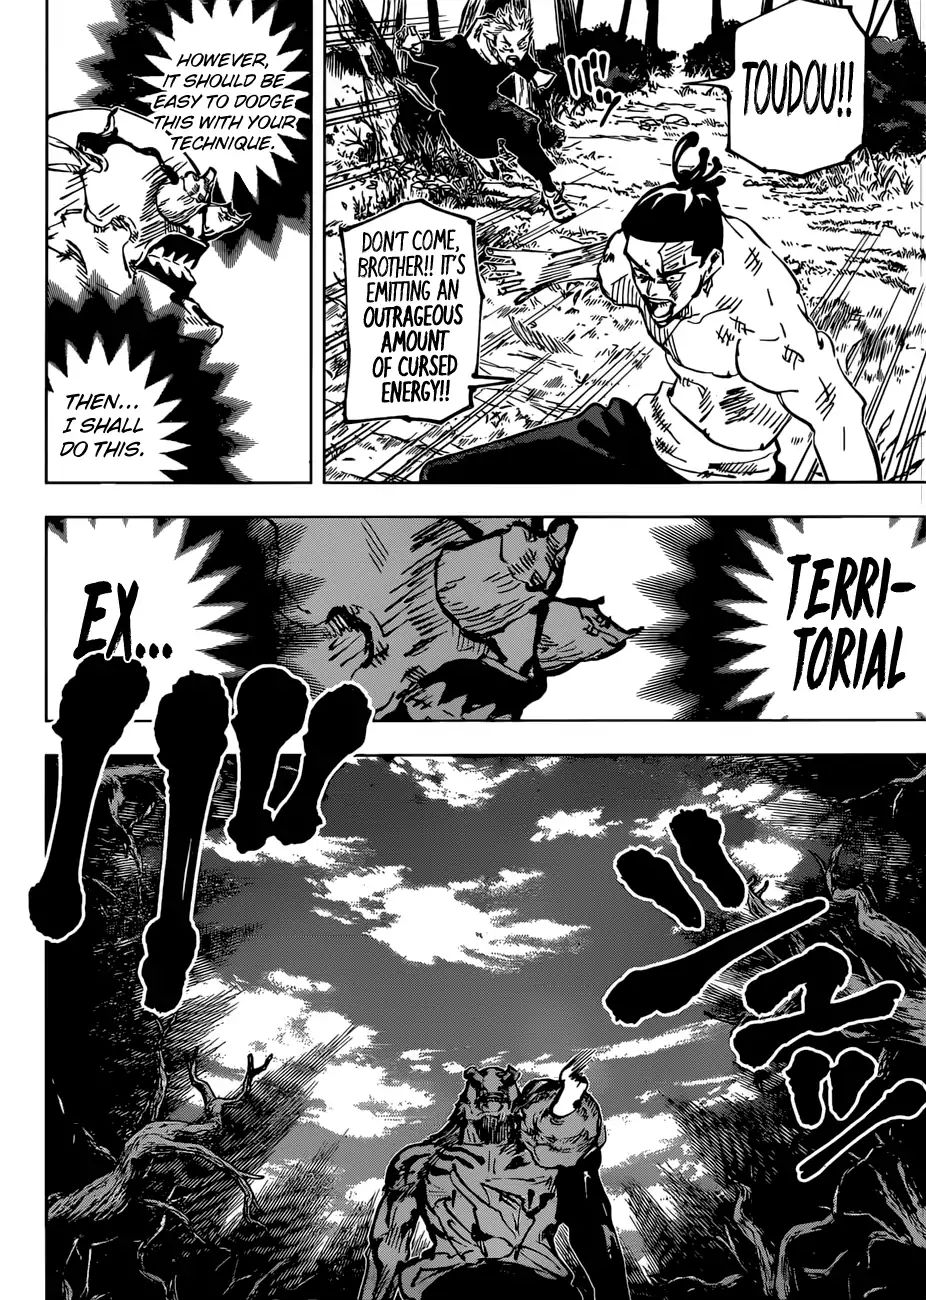 TOUDOU!!
DON'T COME,
BROTHER!! IT'S
EMITTING AN
OUTRAGEOUS
AMOUNT
OF CURSED
ENERGY!!
HOWEVER,
IT SHOULD BE
EASY TO DODGE
THIS WITH YOUR
TECHNIQUE.
THEN...
I SHALL
DO THIS.
TERRI-
TORIAL
EX...